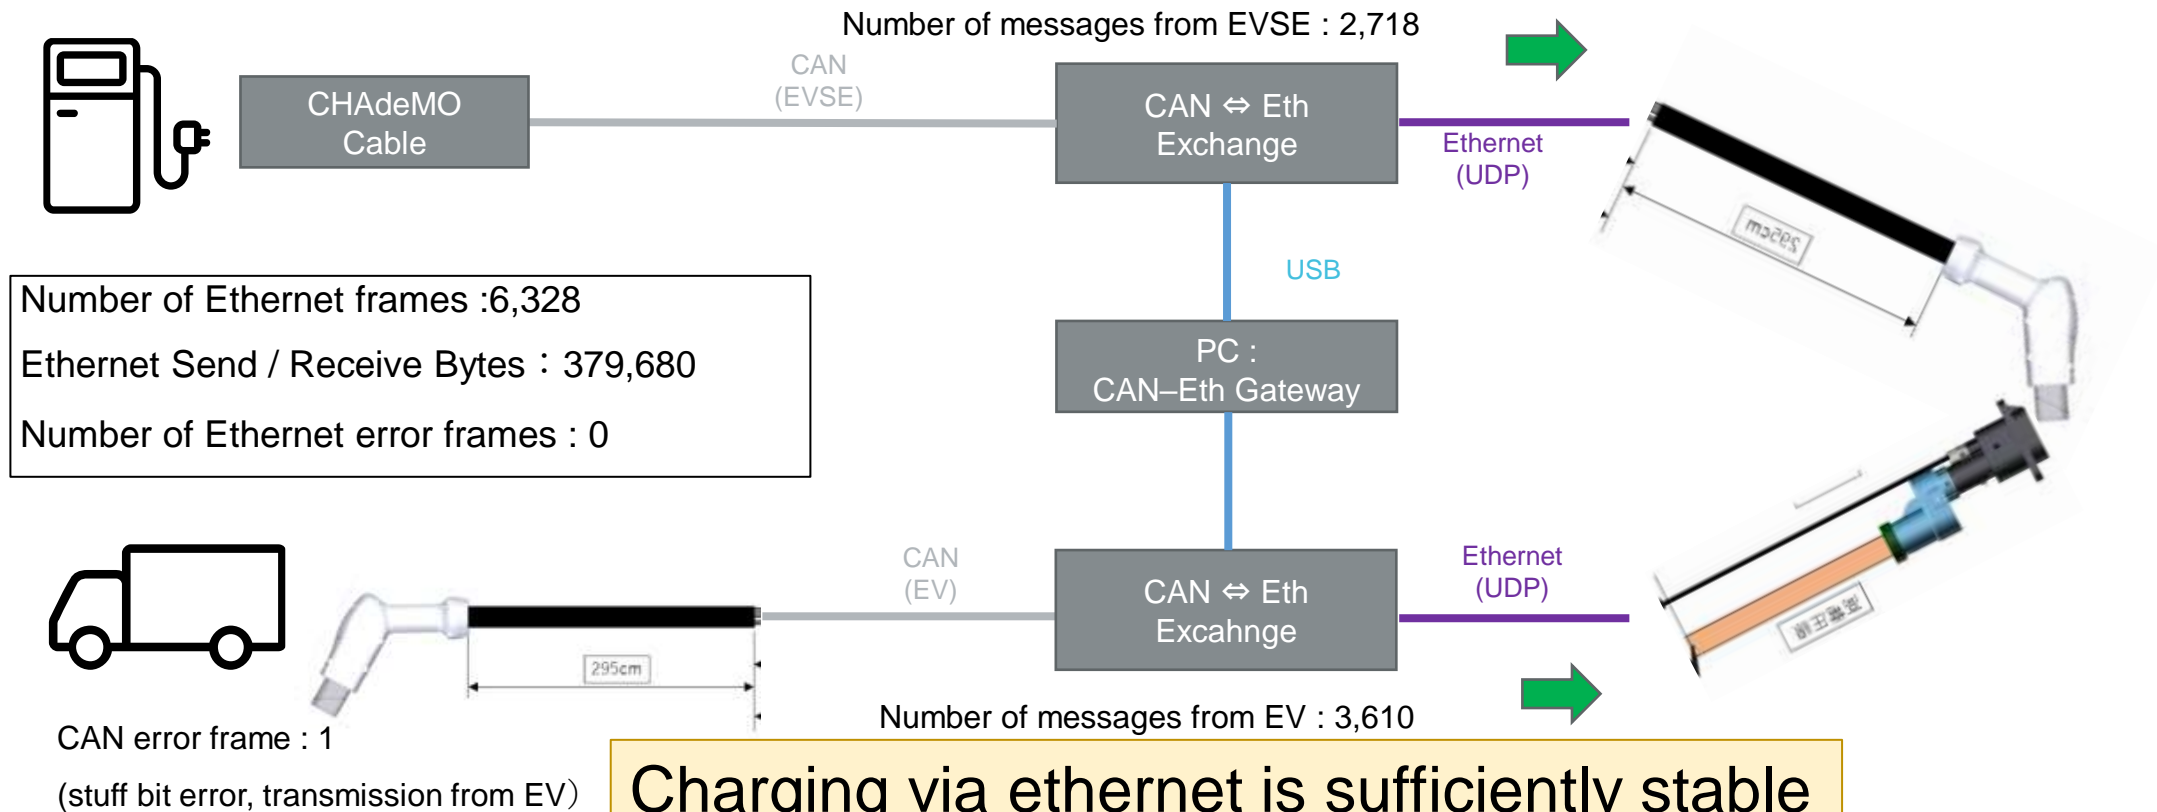 Number of messages from EVSE : 2,718
CAN
(EVSE)
CHAdeMO
Cable
CAN ⇔ Eth
Exchange
Ethernet
(UDP)
295cm
USB
Number of Ethernet frames :6,328
Ethernet Send / Receive Bytes：379,680
Number of Ethernet error frames : 0
PC :
CAN–Eth Gateway
CAN
(EV)
CAN ⇔ Eth
Excahnge
Ethernet
(UDP)
295cm
Number of messages from EV : 3,610
CAN error frame : 1
(stuff bit error, transmission from EV）
Charging via ethernet is sufficiently stable